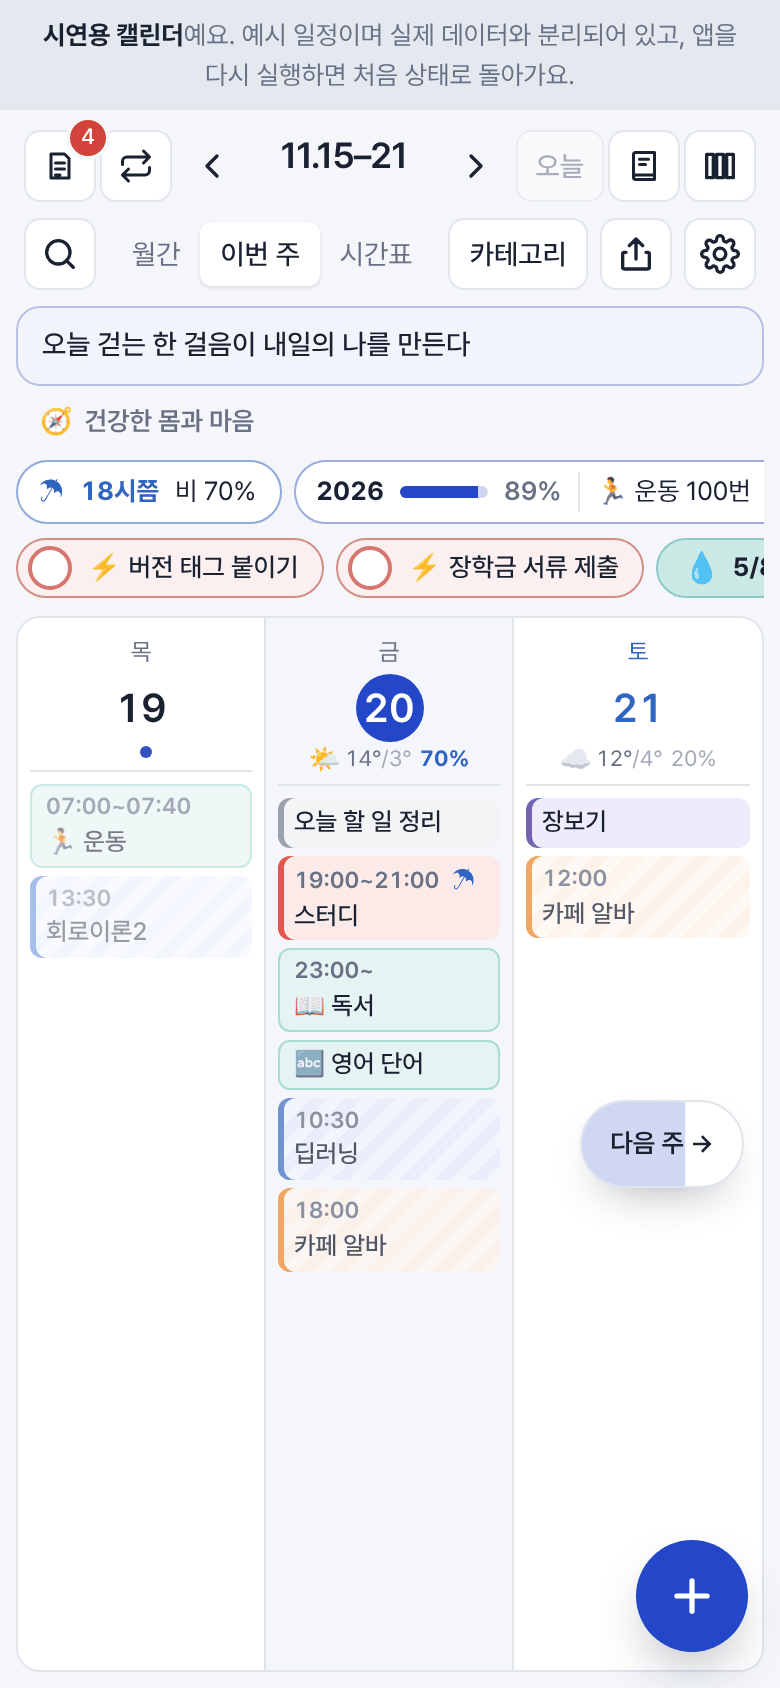 시연용 캘린더예요. 예시 일정이며 실제 데이터와 분리되어 있고, 앱을
다시 실행하면 처음 상태로 돌아가요.
4
11.15–21
오늘
월간
이번 주
시간표
카테고리
오늘 걷는 한 걸음이 내일의 나를 만든다
건강한 몸과 마음
18시쯤 비 70%
2026 89%
운동 100번
버전 태그 붙이기
장학금 서류 제출
목
19
07:00~07:40
운동
13:30
회로이론2
금
20
14°/3° 70%
오늘 할 일 정리
19:00~21:00
스터디
23:00~
독서
abc 영어 단어
10:30
딥러닝
18:00
카페 알바
토
21
12°/4° 20%
장보기
12:00
카페 알바
다음 주 →